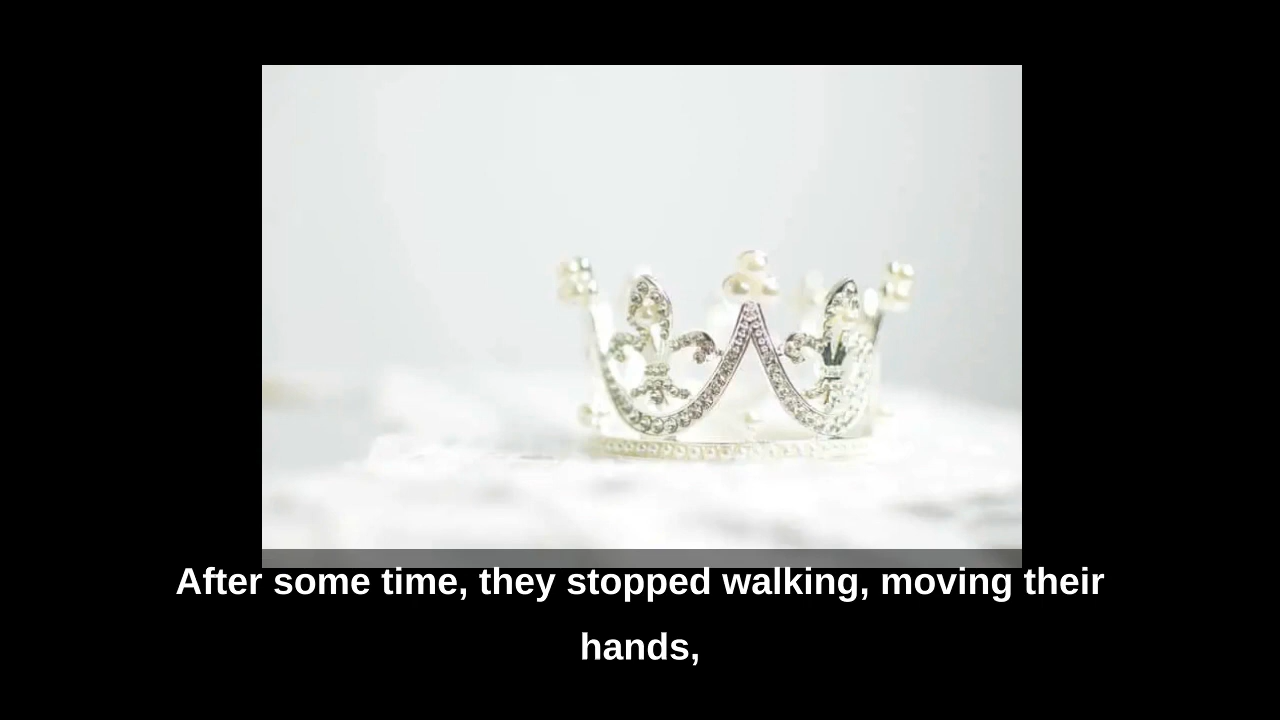 After some time, they stopped walking, moving their
hands,